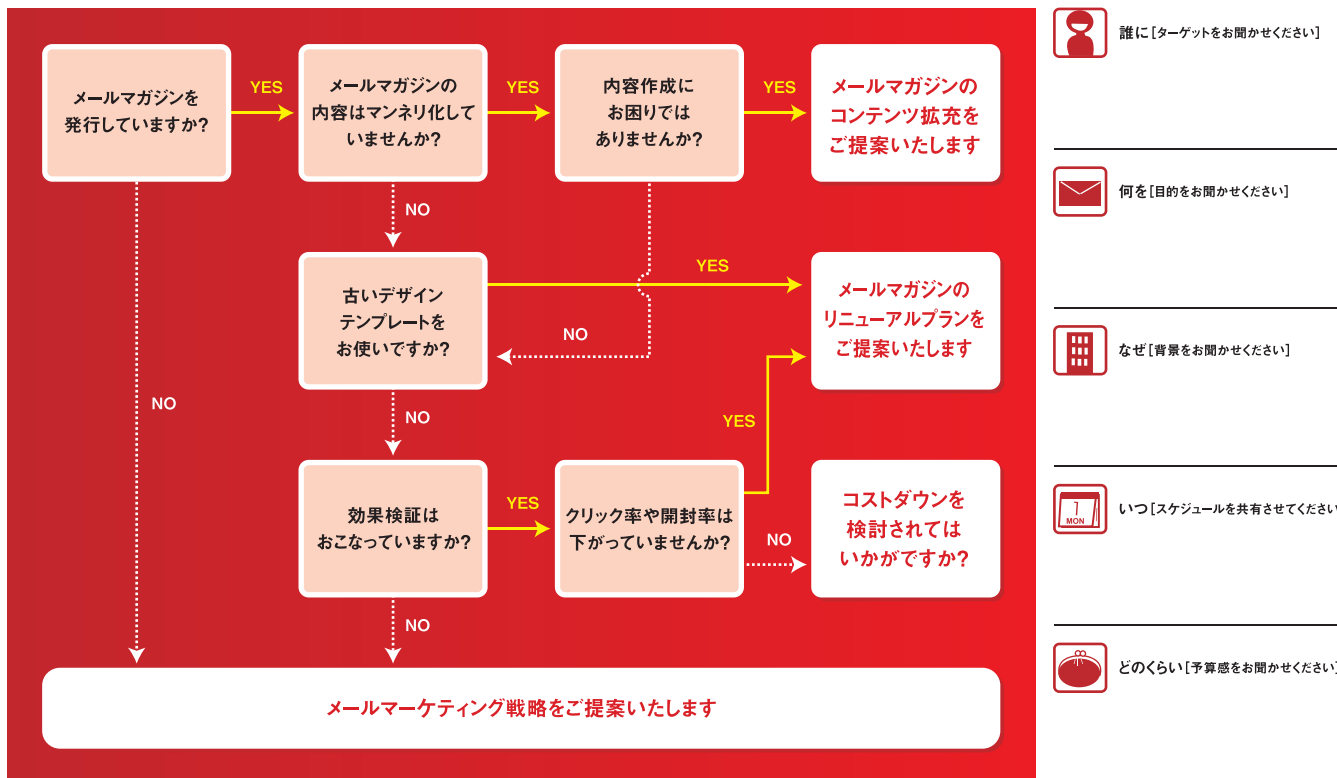 メールマガジンを
発行していますか？
YES
メールマガジンの
内容はマンネリ化して
いませんか？
YES
内容作成に
お困りでは
ありませんか？
YES
メールマガジンの
コンテンツ拡充を
ご提案いたします
NO
古いデザイン
テンプレートを
お使いですか？
YES
NO
メールマガジンの
リニューアルプランを
ご提案いたします
NO
NO
YES
効果検証は
おこなっていますか？
YES
クリック率や開封率は
下がっていませんか？
NO
コストダウンを
検討されては
いかがですか？
NO
メールマーケティング戦略をご提案いたします
誰に[ターゲットをお聞かせください]
何を[目的をお聞かせください]
なぜ[背景をお聞かせください]
1
MON
いつ[スケジュールを共有させてください
どのくらい[予算感をお聞かせください]